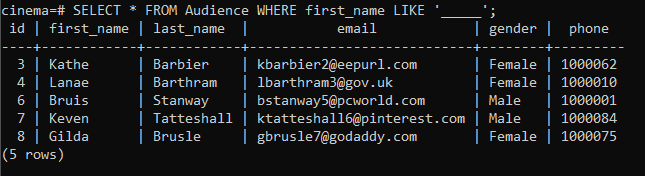 cinema=# SELECT * FROM Audience WHERE first_name LIKE '_____';
 id | first_name | last_name  |          email           | gender |  phone
----+------------+------------+--------------------------+--------+---------
  3 | Kathe      | Barbier    | kbarbier2@eepurl.com     | Female | 1000062
  4 | Lanae      | Barthram   | lbarthram3@gov.uk        | Female | 1000010
  6 | Bruis      | Stanway    | bstanway5@pcworld.com    | Male   | 1000001
  7 | Keven      | Tatteshall | ktatteshall6@pinterest.com | Male   | 1000084
  8 | Gilda      | Brusle     | gbrusle7@godaddy.com     | Female | 1000075
(5 rows)